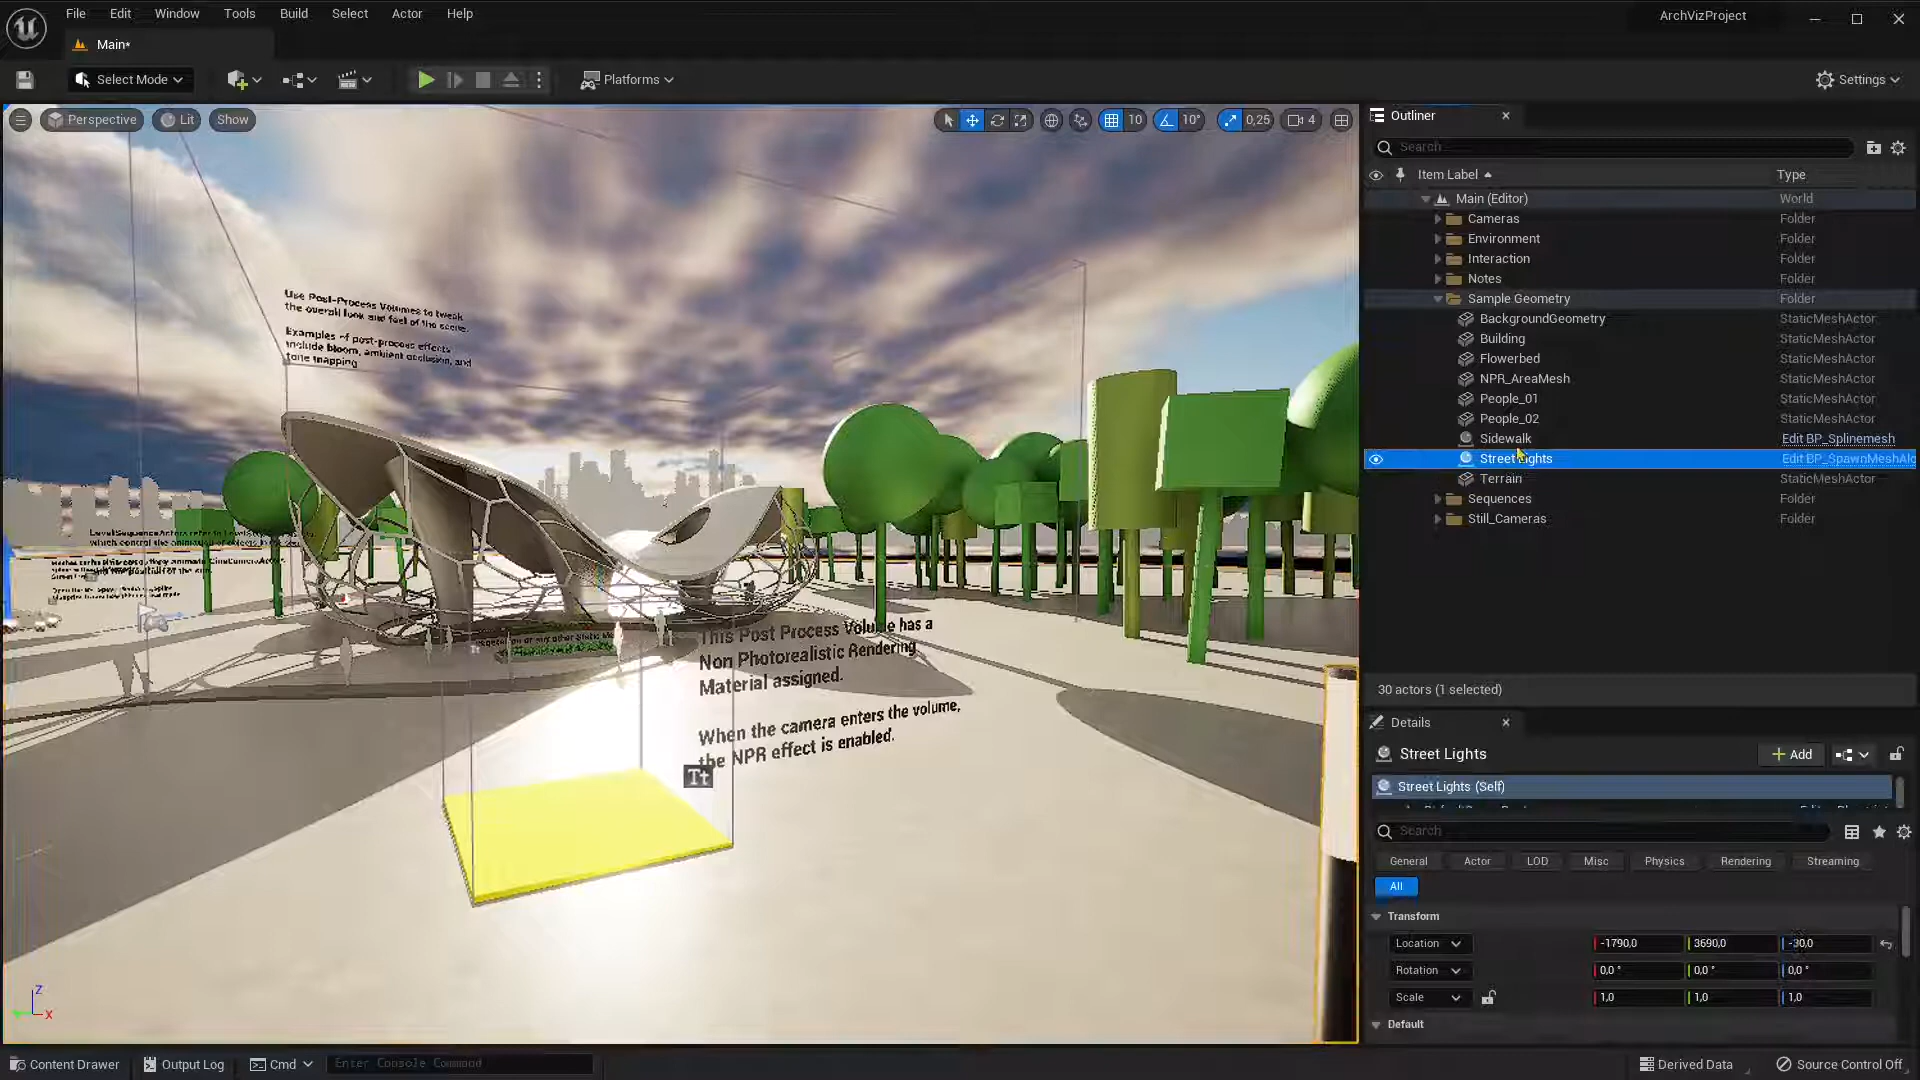 File Edit Window Tools Build Select Actor Help
ArchVizProject
Main*
Select Mode
Platforms
Settings
Perspective
Lit
Show
10
10°
0,25
4
Outliner
Search
Item Label
Type
Main (Editor) World
Cameras Folder
Environment Folder
Interaction Folder
Notes Folder
Sample Geometry Folder
BackgroundGeometry StaticMeshActor
Building StaticMeshActor
Flowerbed StaticMeshActor
NPR_AreaMesh StaticMeshActor
People_01 StaticMeshActor
People_02 StaticMeshActor
Sidewalk Edit BP_Splinemesh
Street Lights Edit BP_SpawnMeshAlo
Terrain StaticMeshActor
Sequences Folder
Still_Cameras Folder
30 actors (1 selected)
Use Post-Process Volumes to tweak
the overall look and feel of the scene.
Examples of post-process effects
include bloom, ambient occlusion, and
tone mapping
This Post Process Volume has a
Non Photorealistic Rendering
Material assigned.
When the camera enters the volume,
the NPR effect is enabled.
Tt
Z
X
Details
Street Lights
Add
Street Lights (Self)
Search
General Actor LOD Misc Physics Rendering Streaming
All
Transform
Location -1790,0 3690,0 -30,0
Rotation 0,0 ° 0,0 ° 0,0 °
Scale 1,0 1,0 1,0
Default
Content Drawer
Output Log
Cmd
Enter Console Command
Derived Data
Source Control Off